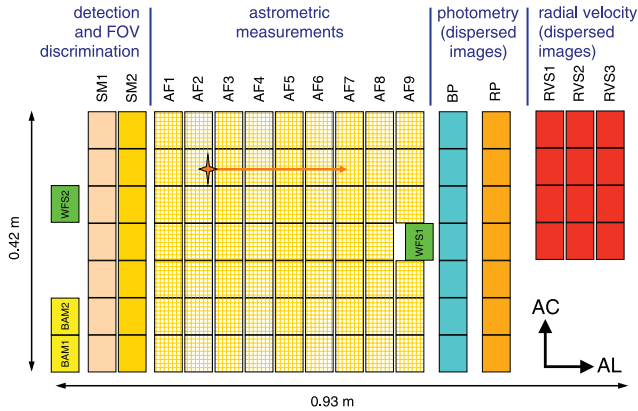 detection
and FOV
discrimination
astrometric
measurements
photometry
(dispersed
images)
radial velocity
(dispersed
images)
SM1
SM2
AF1
AF2
AF3
AF4
AF5
AF6
AF7
AF8
AF9
BP
RP
RVS1
RVS2
RVS3
WFS2
WFS1
0.42 m
BAM2
BAM1
AC
AL
0.93 m